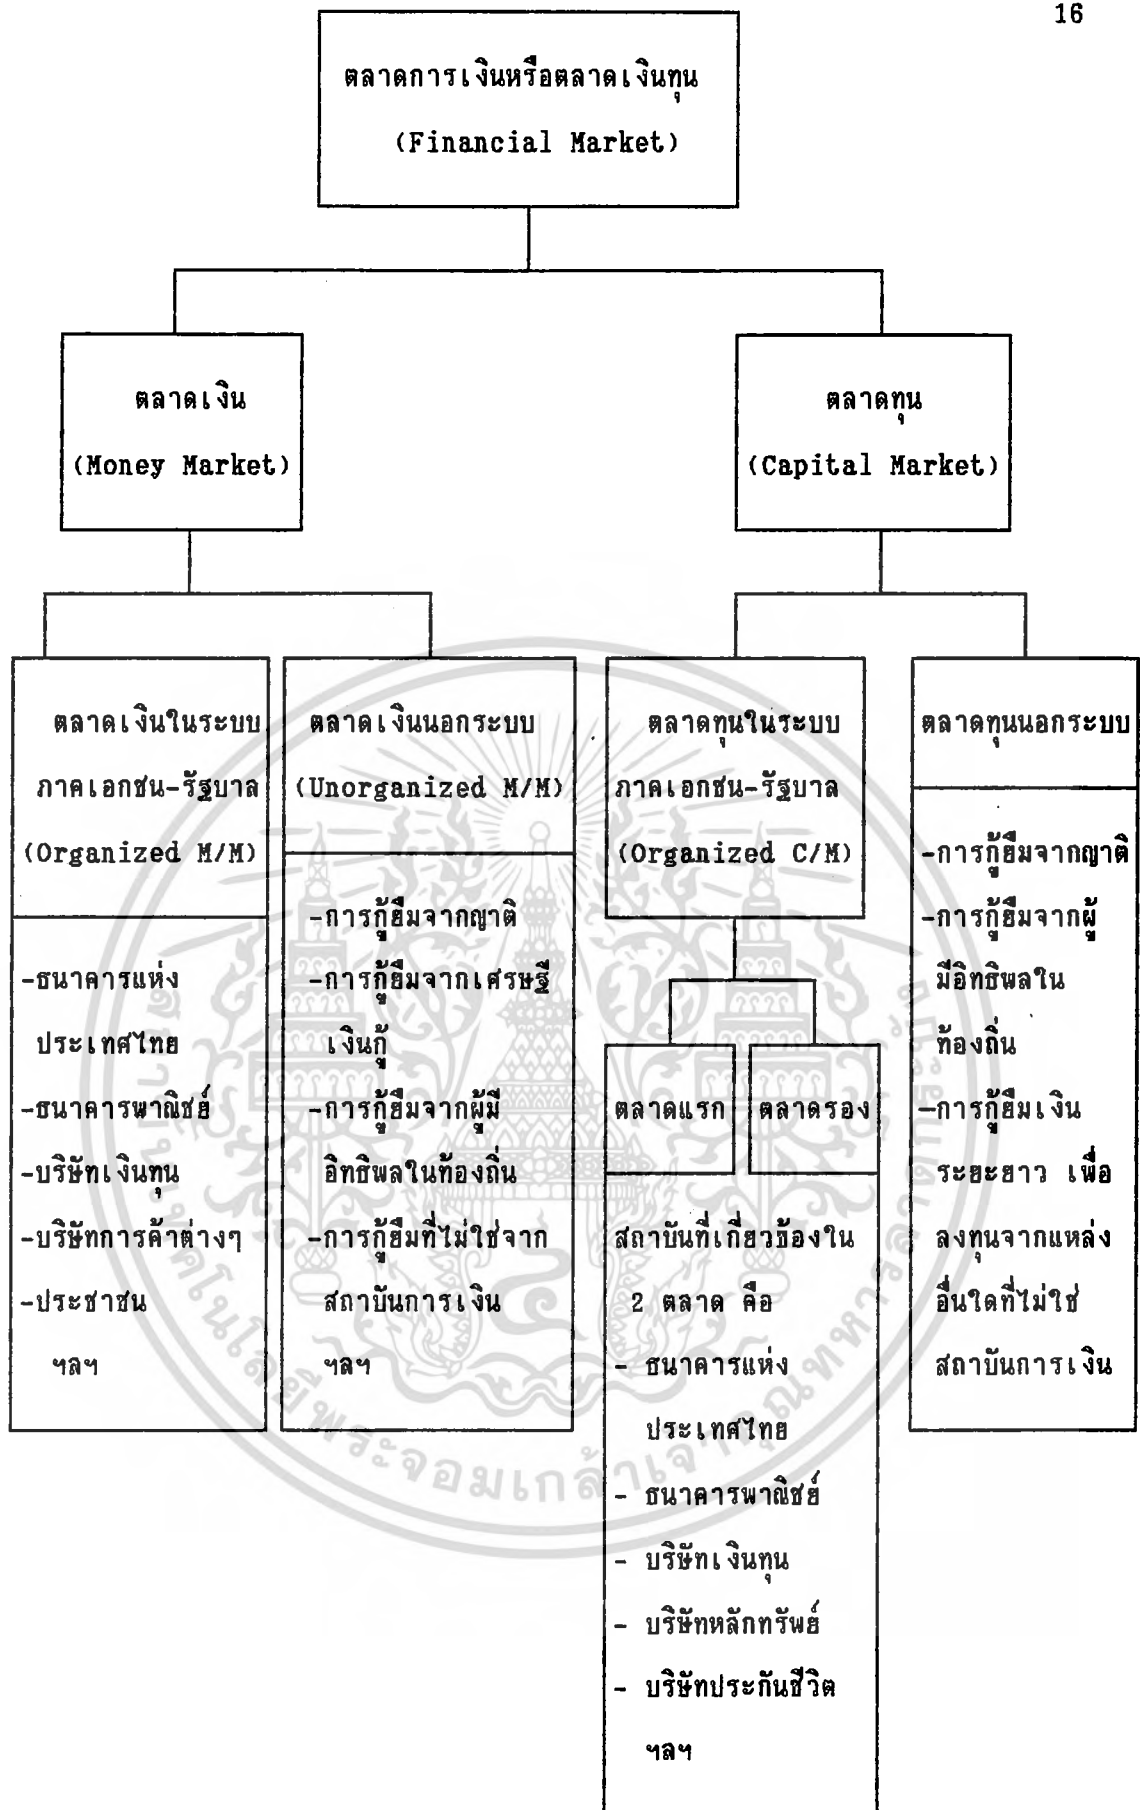 16
ตลาดการเงินหรือตลาดเงินทุน
(Financial Market)
ตลาดเงิน
(Money Market)
ตลาดทุน
(Capital Market)
ตลาดเงินในระบบ
ภาคเอกชน-รัฐบาล
(Organized M/M)
-ธนาคารแห่ง
ประเทศไทย
-ธนาคารพาณิชย์
-บริษัทเงินทุน
-บริษัทการค้าต่างๆ
-ประชาชน
ฯลฯ
ตลาดเงินนอกระบบ
(Unorganized M/M)
-การกู้ยืมจากญาติ
-การกู้ยืมจากเศรษฐี
เงินกู้
-การกู้ยืมจากผู้มี
อิทธิพลในท้องถิ่น
-การกู้ยืมที่ไม่ใช่จาก
สถาบันการเงิน
ฯลฯ
ตลาดทุนในระบบ
ภาคเอกชน-รัฐบาล
(Organized C/M)
ตลาดแรก
ตลาดรอง
สถาบันที่เกี่ยวข้องใน
2 ตลาด คือ
- ธนาคารแห่ง
ประเทศไทย
- ธนาคารพาณิชย์
- บริษัทเงินทุน
- บริษัทหลักทรัพย์
- บริษัทประกันชีวิต
ฯลฯ
ตลาดทุนนอกระบบ
-การกู้ยืมจากญาติ
-การกู้ยืมจากผู้
มีอิทธิพลใน
ท้องถิ่น
-การกู้ยืมเงิน
ระยะยาว เพื่อ
ลงทุนจากแหล่ง
อื่นใดที่ไม่ใช่
สถาบันการเงิน
พระจอมเกล้าเจ้าคุณทหาร